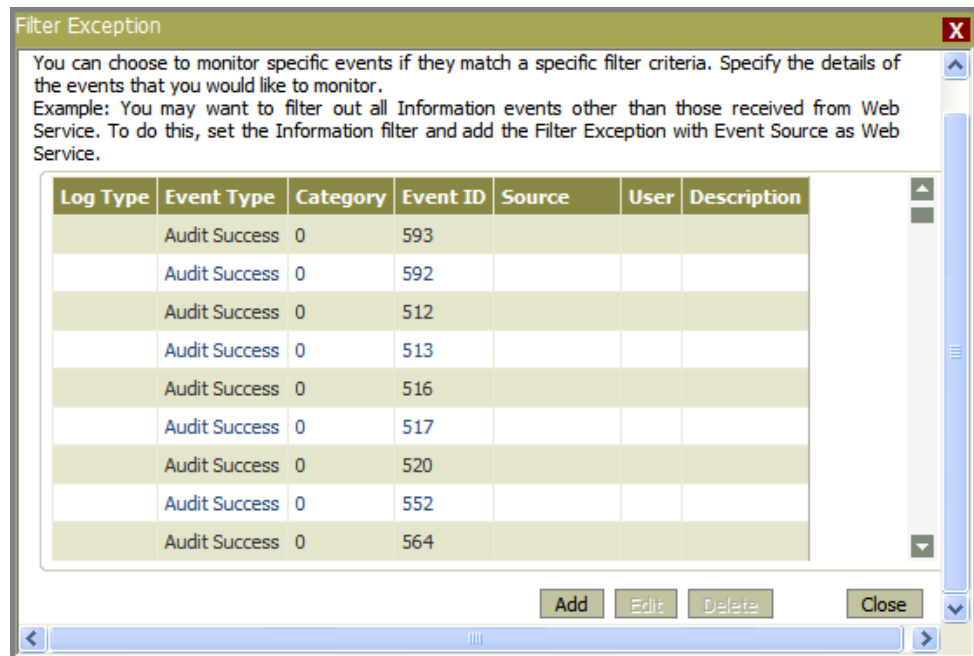 Filter Exception
X
You can choose to monitor specific events if they match a specific filter criteria. Specify the details of
the events that you would like to monitor.
Example: You may want to filter out all Information events other than those received from Web
Service. To do this, set the Information filter and add the Filter Exception with Event Source as Web
Service.
Log Type Event Type Category Event ID Source User Description
Audit Success 0 593
Audit Success 0 592
Audit Success 0 512
Audit Success 0 513
Audit Success 0 516
Audit Success 0 517
Audit Success 0 520
Audit Success 0 552
Audit Success 0 564
Add Edit Delete Close